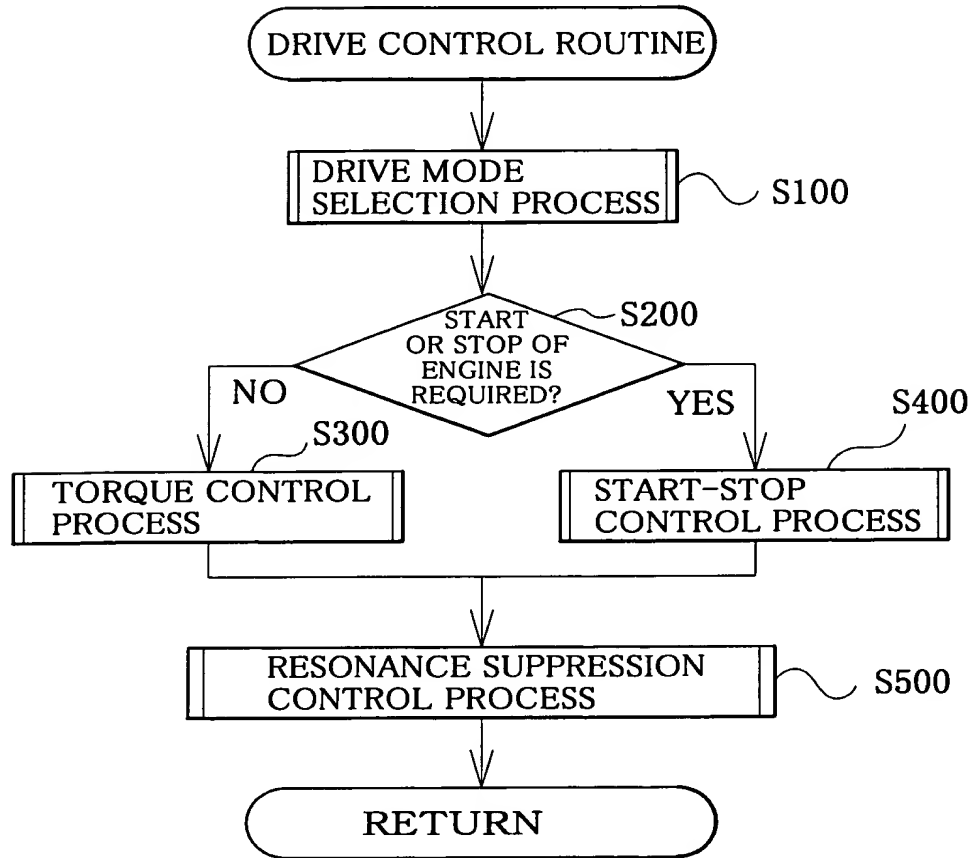 DRIVE CONTROL ROUTINE
DRIVE MODE
SELECTION PROCESS
S100
S200
START
OR STOP OF
ENGINE IS
REQUIRED?
NO
YES
S300
S400
TORQUE CONTROL
PROCESS
START-STOP
CONTROL PROCESS
RESONANCE SUPPRESSION
CONTROL PROCESS
S500
RETURN